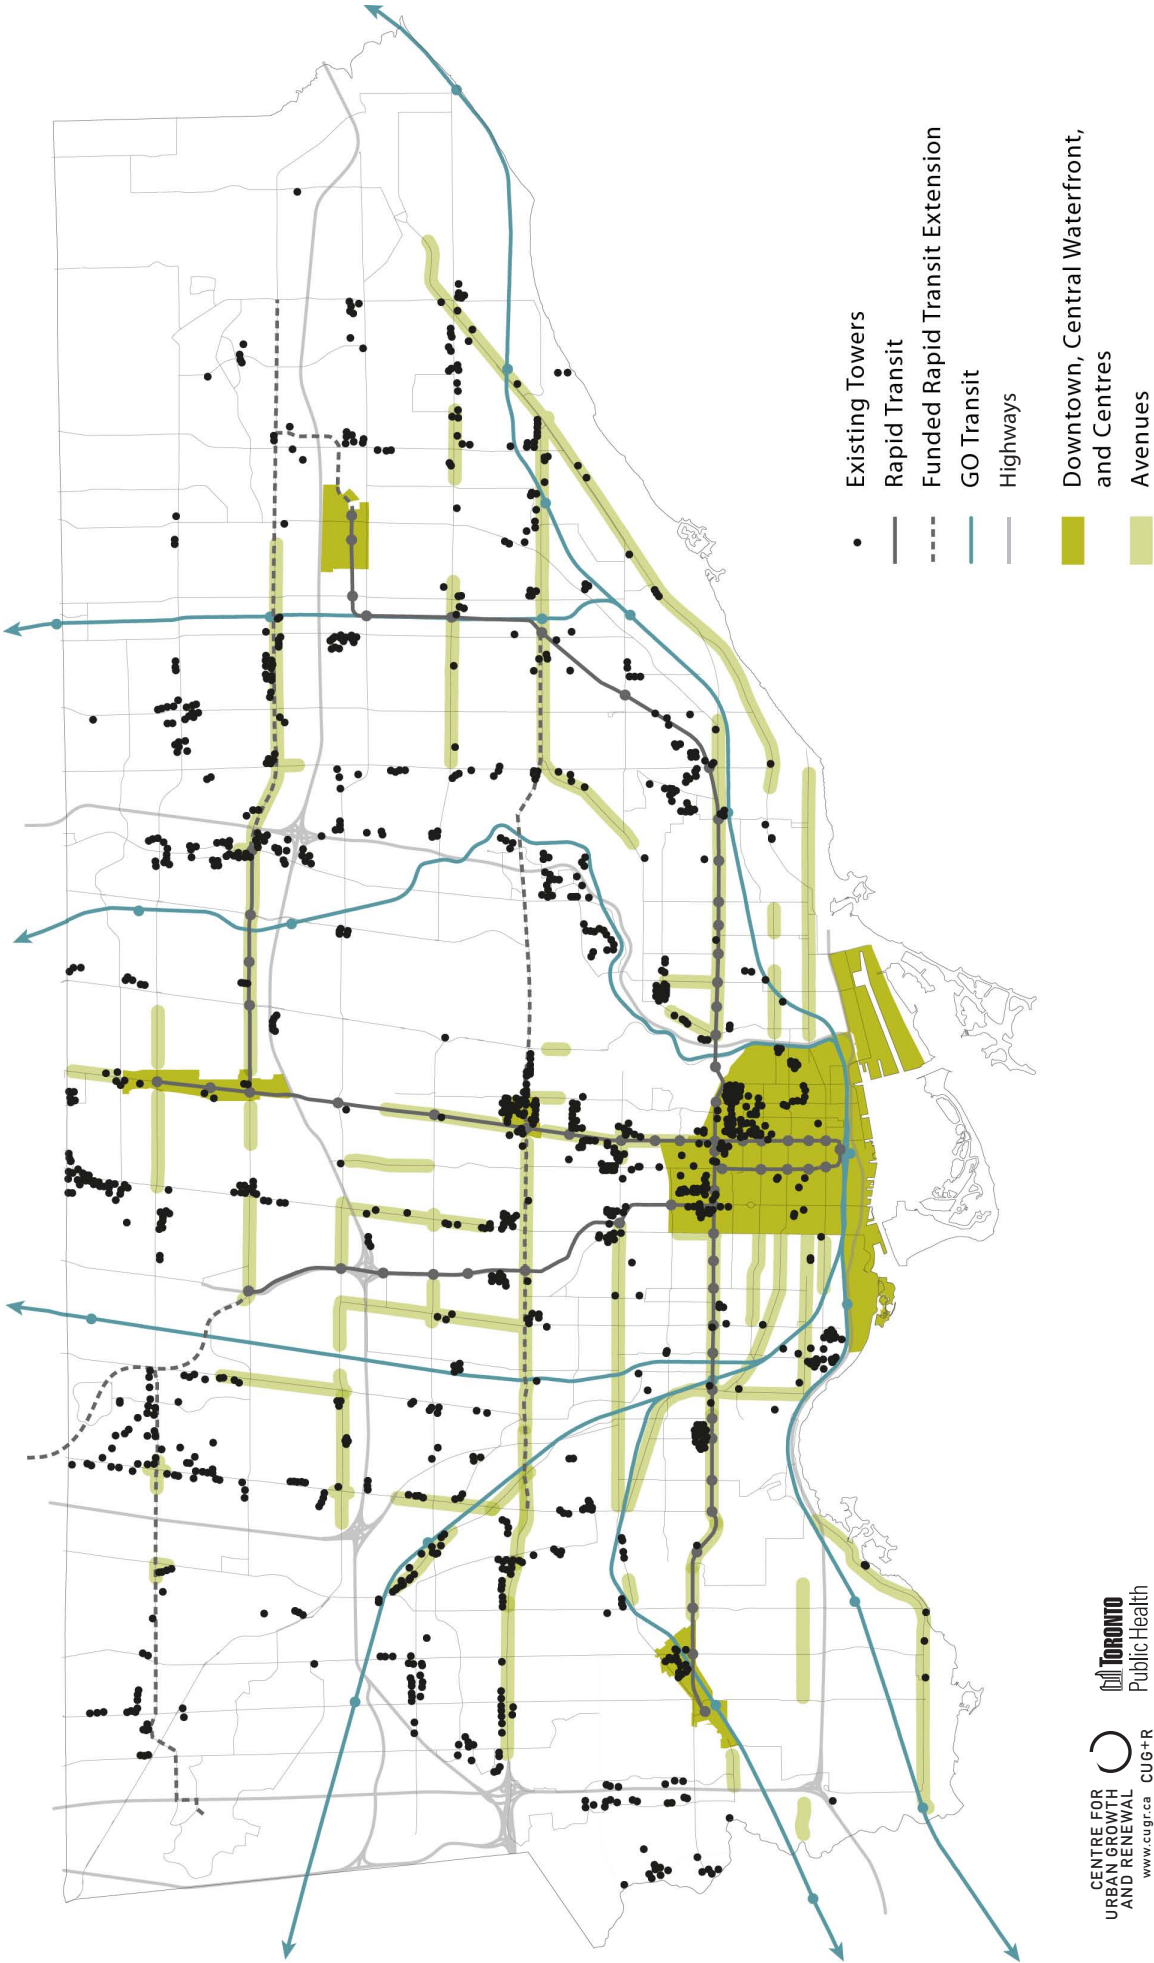 Existing Towers
Rapid Transit
Funded Rapid Transit Extension
GO Transit
Highways
Downtown, Central Waterfront,
and Centres
Avenues
CENTRE FOR
URBAN GROWTH
AND RENEWAL
www.cugr.ca CUG+R
TORONTO
Public Health